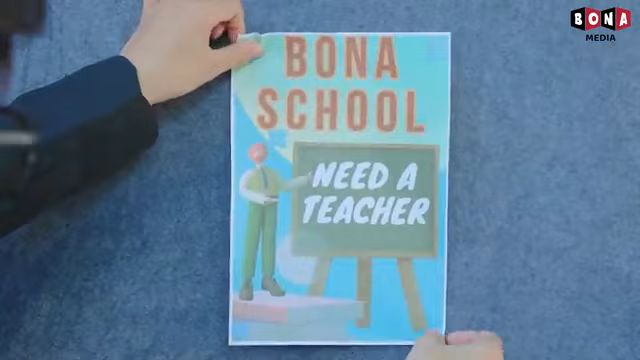 BONA
MEDIA
BONA
SCHOOL
NEED A
TEACHER